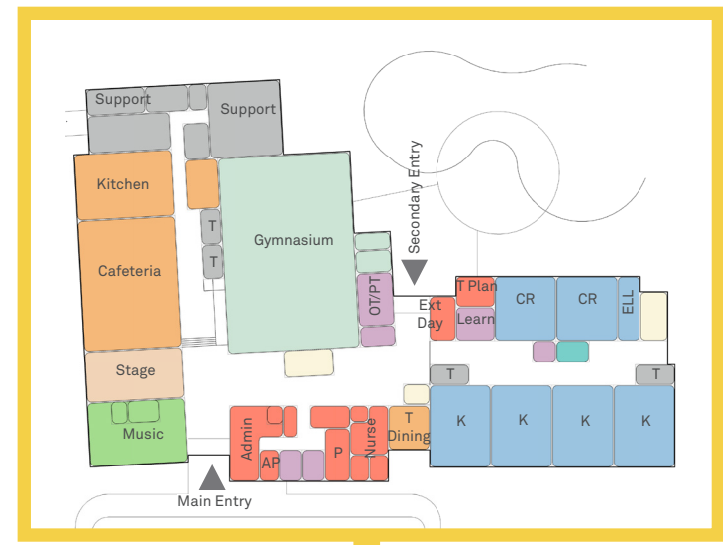 Support
Support
Kitchen
T
T
Gymnasium
Cafeteria
Secondary Entry
OT/PT
T Plan
Ext
Day
Learn
CR
CR
ELL
Stage
T
T
Music
Admin
AP
P
Nurse
T
Dining
K
K
K
K
Main Entry